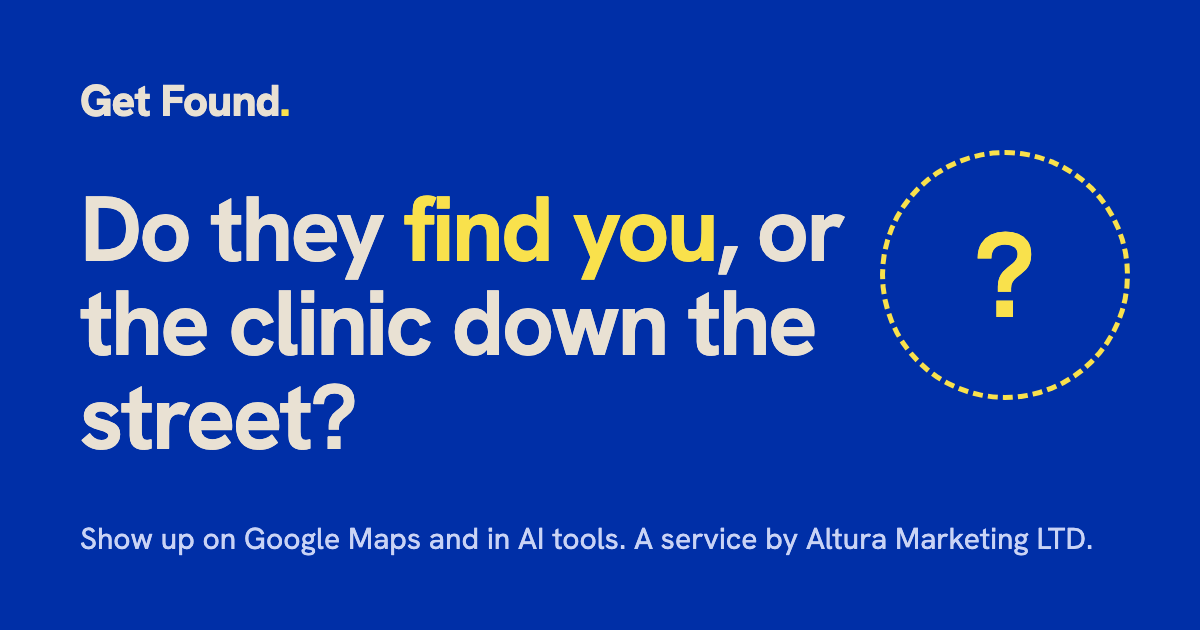 Get Found.
Do they find you, or
the clinic down the
street?
?
Show up on Google Maps and in AI tools. A service by Altura Marketing LTD.